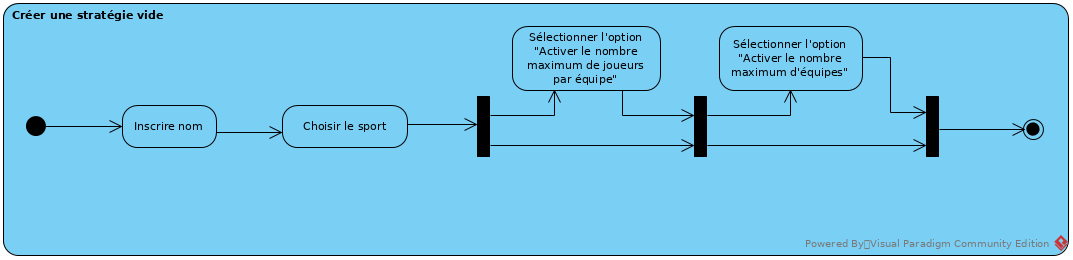 Créer une stratégie vide
Sélectionner l'option
"Activer le nombre
maximum de joueurs
par équipe"
Sélectionner l'option
"Activer le nombre
maximum d'équipes"
Inscrire nom
Choisir le sport
Powered By Visual Paradigm Community Edition